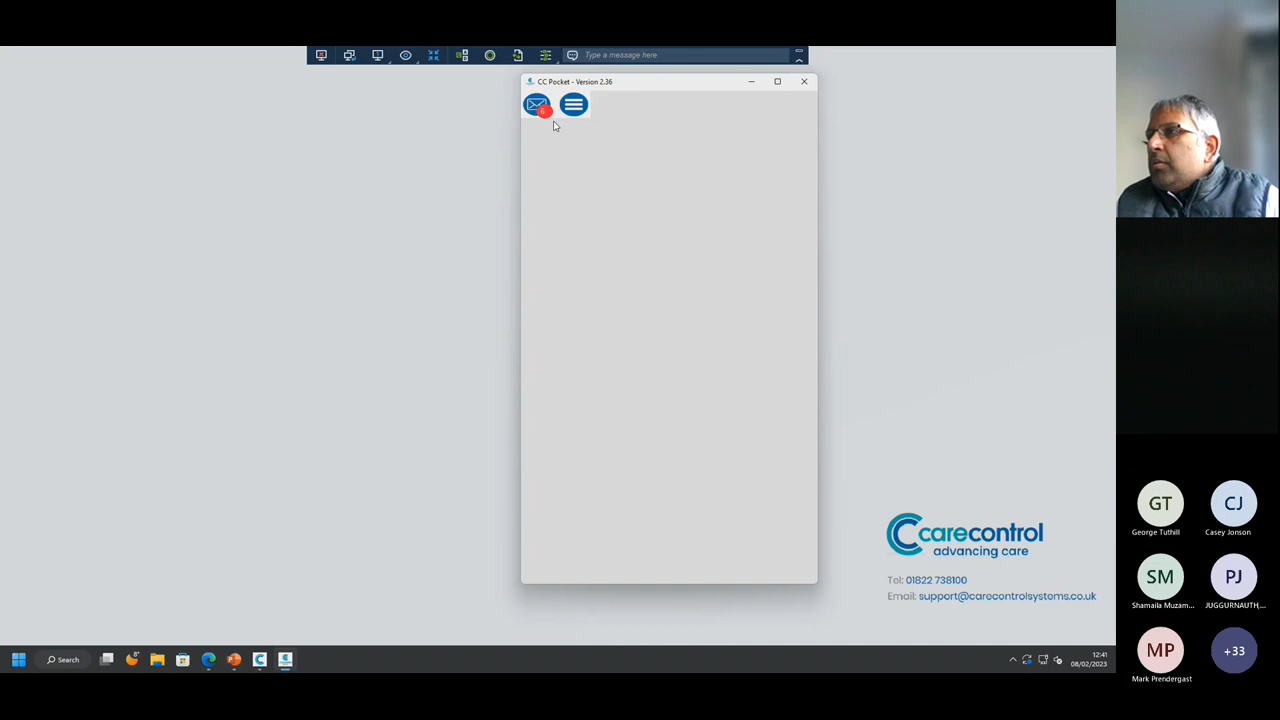 Type a message here
CC Pocket - Version 2.36
6
carecontrol
advancing care
Tel: 01822 738100
Email: support@carecontrolsystems.co.uk
GT
CJ
George Tuthill
Casey Jonson
SM
PJ
Shamaila Muzam...
JUGGURNAUTH,...
MP
+33
Mark Prendergast
Search
8°
12:41
08/02/2023